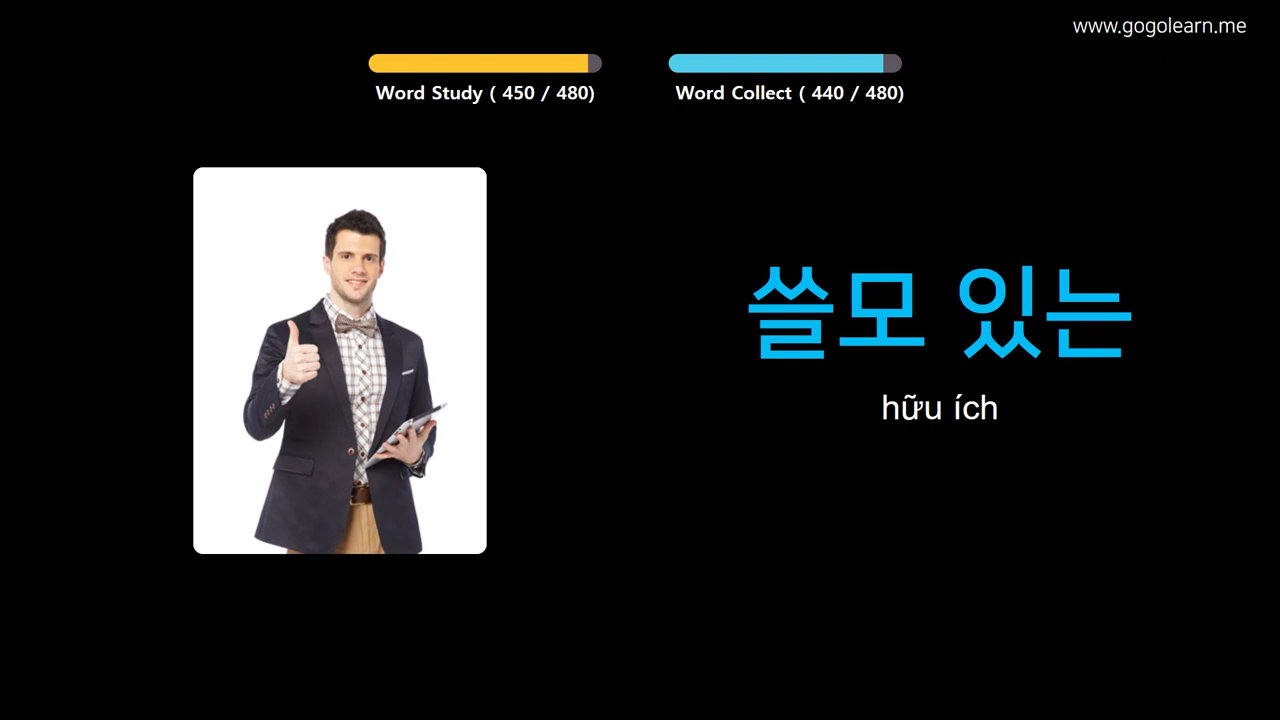 www.gogolearn.me
Word Study ( 450 / 480)
Word Collect ( 440 / 480)
쓸모 있는
hữu ích